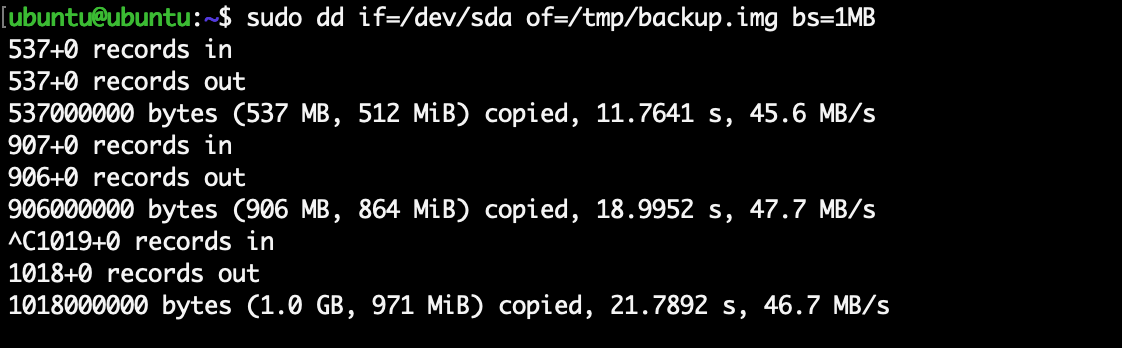 [ubuntu@ubuntu:~$ sudo dd if=/dev/sda of=/tmp/backup.img bs=1MB
537+0 records in
537+0 records out
537000000 bytes (537 MB, 512 MiB) copied, 11.7641 s, 45.6 MB/s
907+0 records in
906+0 records out
906000000 bytes (906 MB, 864 MiB) copied, 18.9952 s, 47.7 MB/s
^C1019+0 records in
1018+0 records out
1018000000 bytes (1.0 GB, 971 MiB) copied, 21.7892 s, 46.7 MB/s